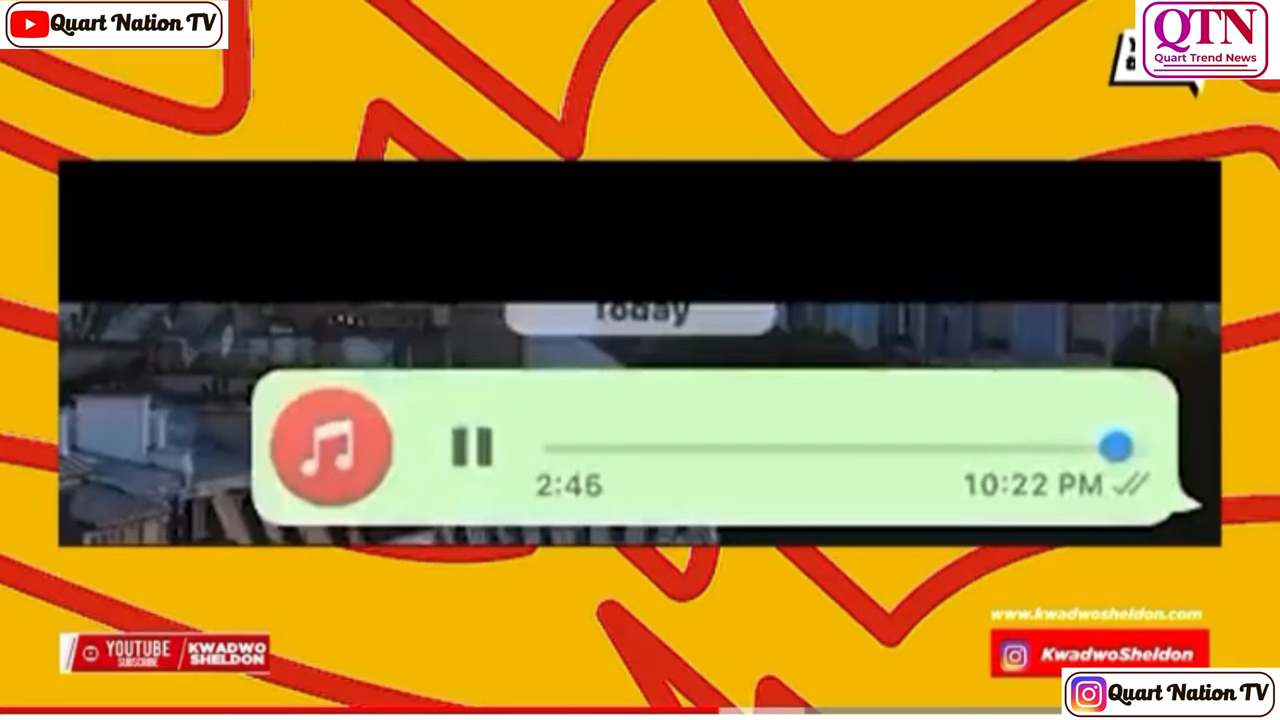 Quart Nation TV
QTN
Quart Trend News
Today
2:46
10:22 PM
YOUTUBE
SUBSCRIBE
KWADWO
SHELDON
www.kwadwosheldon.com
KwadwoSheldon
Quart Nation TV